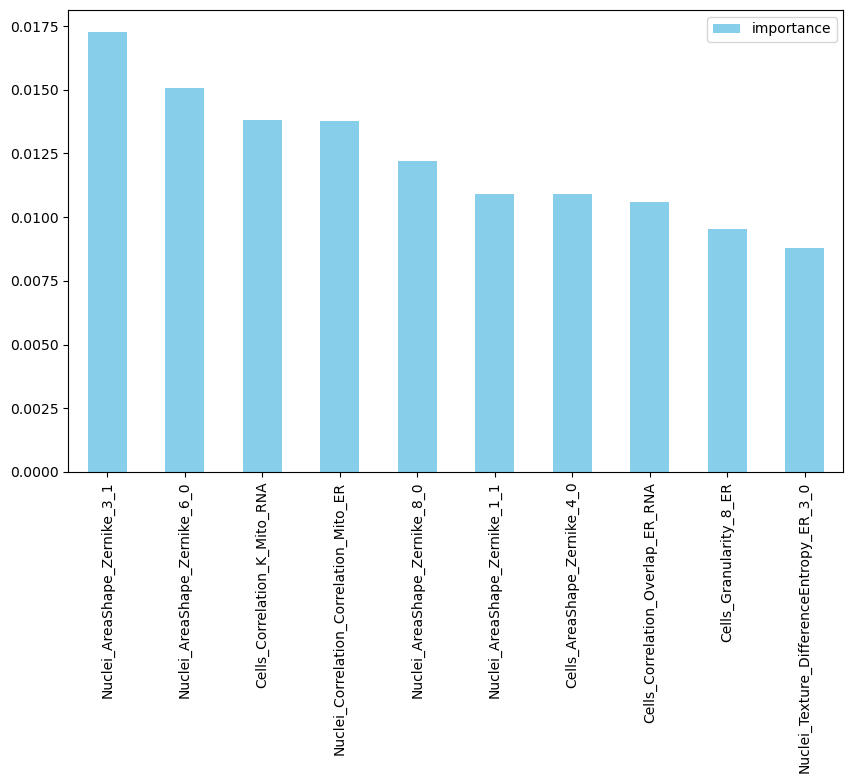 importance
0.0175
0.0150
0.0125
0.0100
0.0075
0.0050
0.0025
0.0000
Nuclei_AreaShape_Zernike_3_1
Nuclei_AreaShape_Zernike_6_0
Cells_Correlation_K_Mito_RNA
Nuclei_Correlation_Correlation_Mito_ER
Nuclei_AreaShape_Zernike_8_0
Nuclei_AreaShape_Zernike_1_1
Cells_AreaShape_Zernike_4_0
Cells_Correlation_Overlap_ER_RNA
Cells_Granularity_8_ER
Nuclei_Texture_DifferenceEntropy_ER_3_0